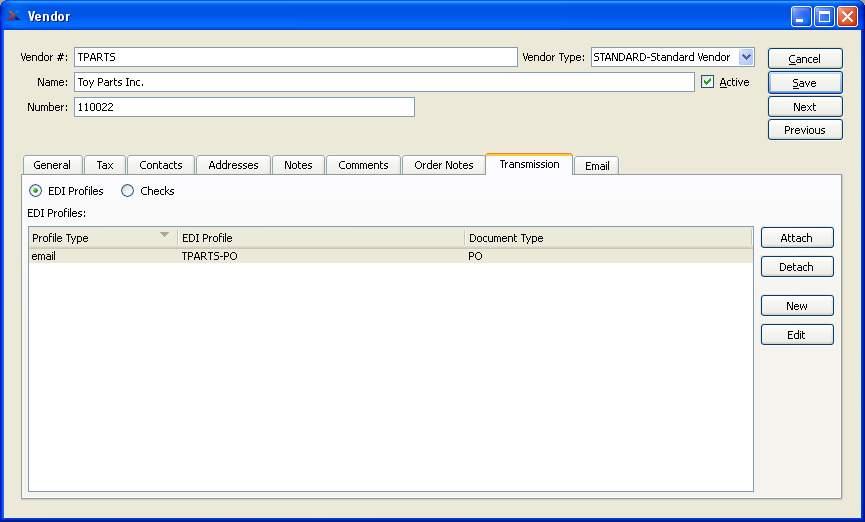 Vendor
Vendor #: TPARTS Vendor Type: STANDARD-Standard Vendor Cancel
Name: Toy Parts Inc. Active Save
Number: 110022 Next
Previous
General Tax Contacts Addresses Notes Comments Order Notes Transmission Email
EDI Profiles Checks
EDI Profiles:
Profile Type EDI Profile Document Type Attach
email TPARTS-PO PO
Detach
New
Edit